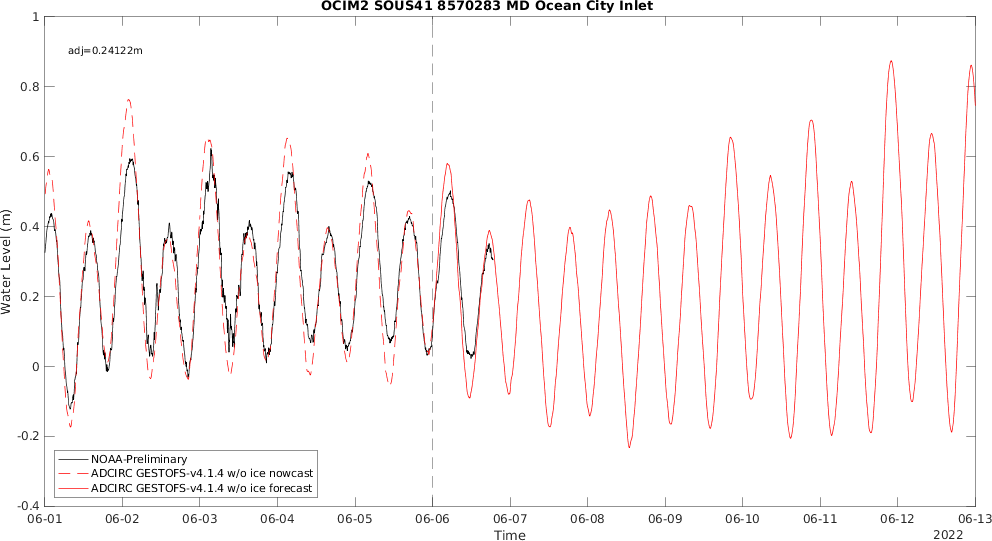 OCIM2 SOUS41 8570283 MD Ocean City Inlet
adj=0.24122m
Water Level (m)
1
0.8
0.6
0.4
0.2
0
-0.2
-0.4
NOAA-Preliminary
ADCIRC GESTOFS-v4.1.4 w/o ice nowcast
ADCIRC GESTOFS-v4.1.4 w/o ice forecast
06-01 06-02 06-03 06-04 06-05 06-06 06-07 06-08 06-09 06-10 06-11 06-12 06-13
Time
2022